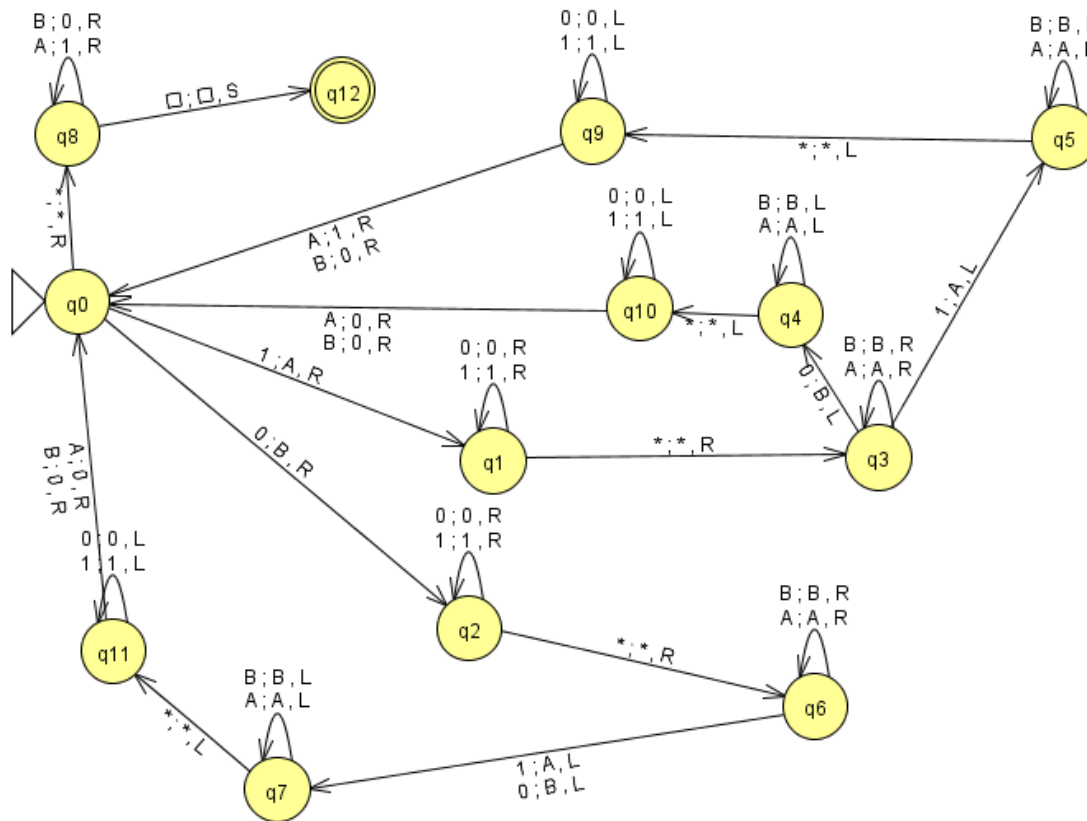 B ; 0 , R
A ; 1 , R
q8
□ ; □ , S
q12
0 ; 0 , L
1 ; 1 , L
q9
B ; B , L
A ; A , L
q5
* ; * , L
* ; * , R
A ; 1 , R
B ; 0 , R
0 ; 0 , L
1 ; 1 , L
q10
B ; B , L
A ; A , L
q4
* ; * , L
1 ; A , L
q0
A ; 0 , R
B ; 0 , R
1 ; A , R
0 ; 0 , R
1 ; 1 , R
q1
* ; * , R
0 ; B , L
B ; B , R
A ; A , R
q3
0 ; B , R
A ; 0 , R
B ; 0 , R
0 ; 0 , L
1 ; 1 , L
q11
0 ; 0 , R
1 ; 1 , R
q2
* ; * , R
B ; B , R
A ; A , R
q6
* ; * , L
B ; B , L
A ; A , L
q7
1 ; A , L
0 ; B , L